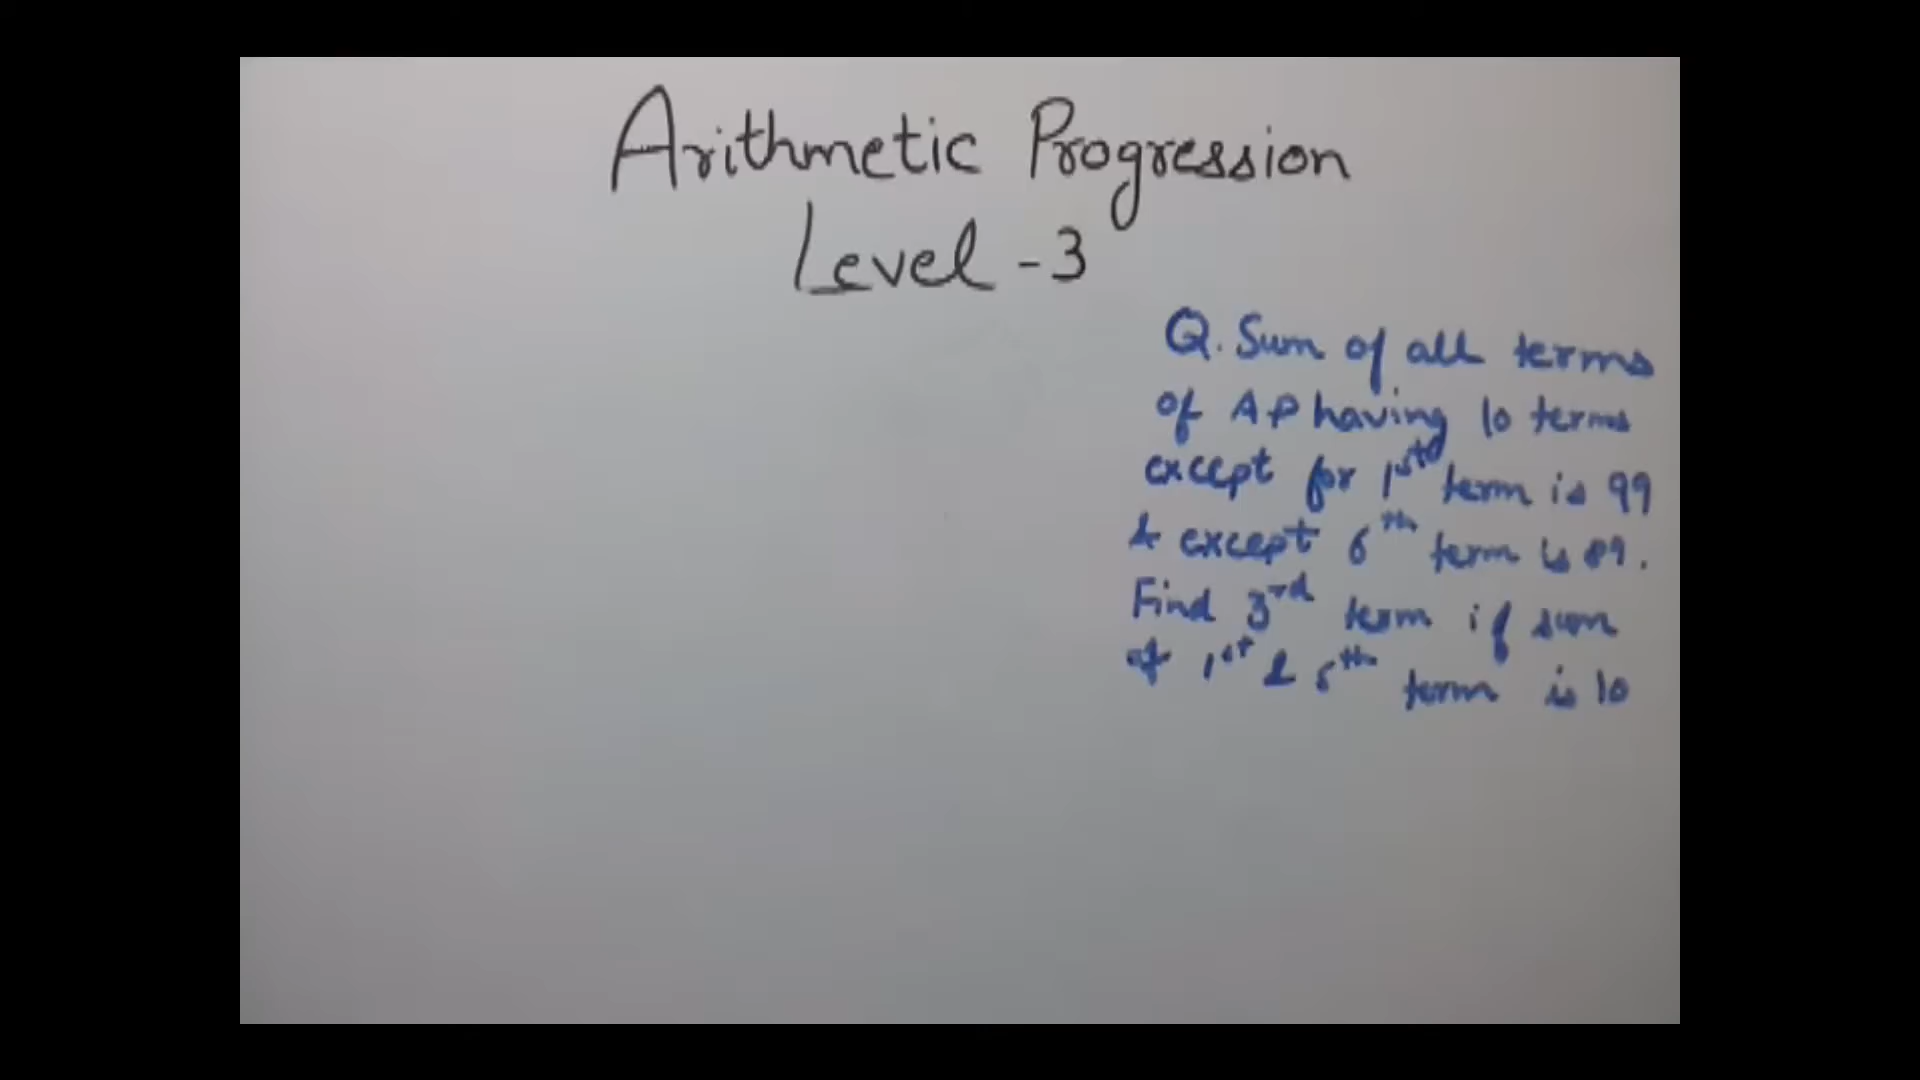 Arithmetic Progression
Level - 3
Q. Sum of all terms
of AP having 10 terms
except for 1st term is 99
& except 6th term is 89.
Find 3rd term if sum
of 1st & 5th term is 10